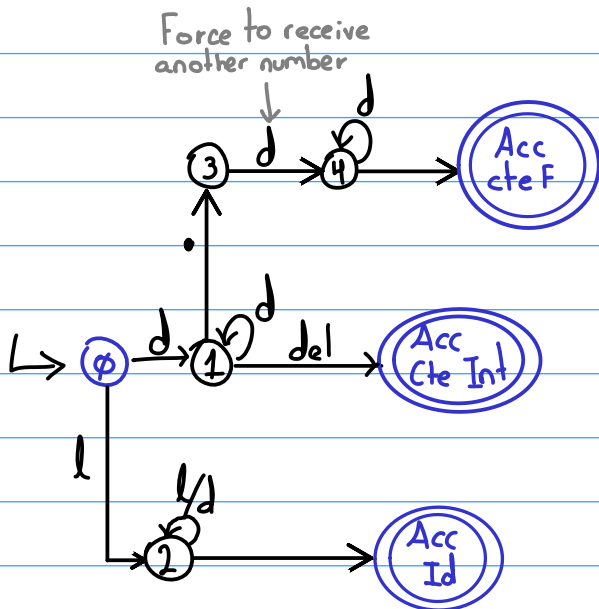 Force to receive
another number
d
d
3
4
Acc
cte F
.
d
d
del
φ
1
Acc
Cte Int
l
l/d
2
Acc
Id